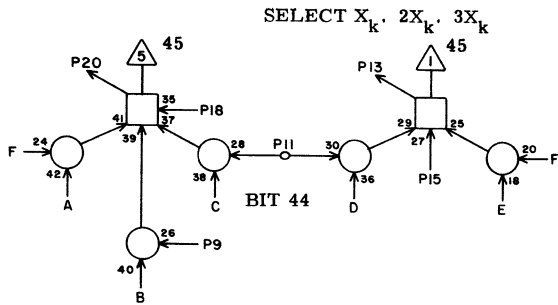 SELECT Xk, 2Xk, 3Xk
5 45
1 45
P20
P13
35
P18
41
39
37
29
27
25
24
F
42
A
28
38
C
P11
30
36
D
P15
20
F
18
E
BIT 44
26
P9
40
B